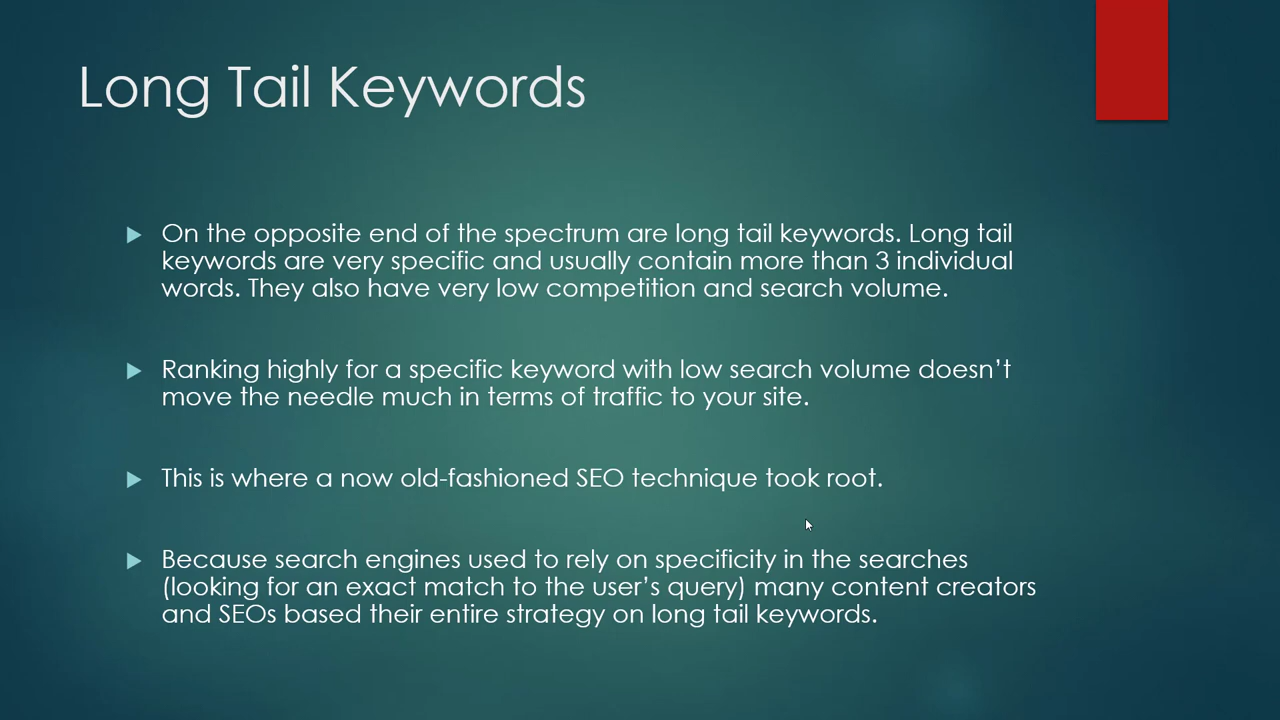 Long Tail Keywords
On the opposite end of the spectrum are long tail keywords. Long tail
keywords are very specific and usually contain more than 3 individual
words. They also have very low competition and search volume.
Ranking highly for a specific keyword with low search volume doesn’t
move the needle much in terms of traffic to your site.
This is where a now old-fashioned SEO technique took root.
Because search engines used to rely on specificity in the searches
(looking for an exact match to the user’s query) many content creators
and SEOs based their entire strategy on long tail keywords.